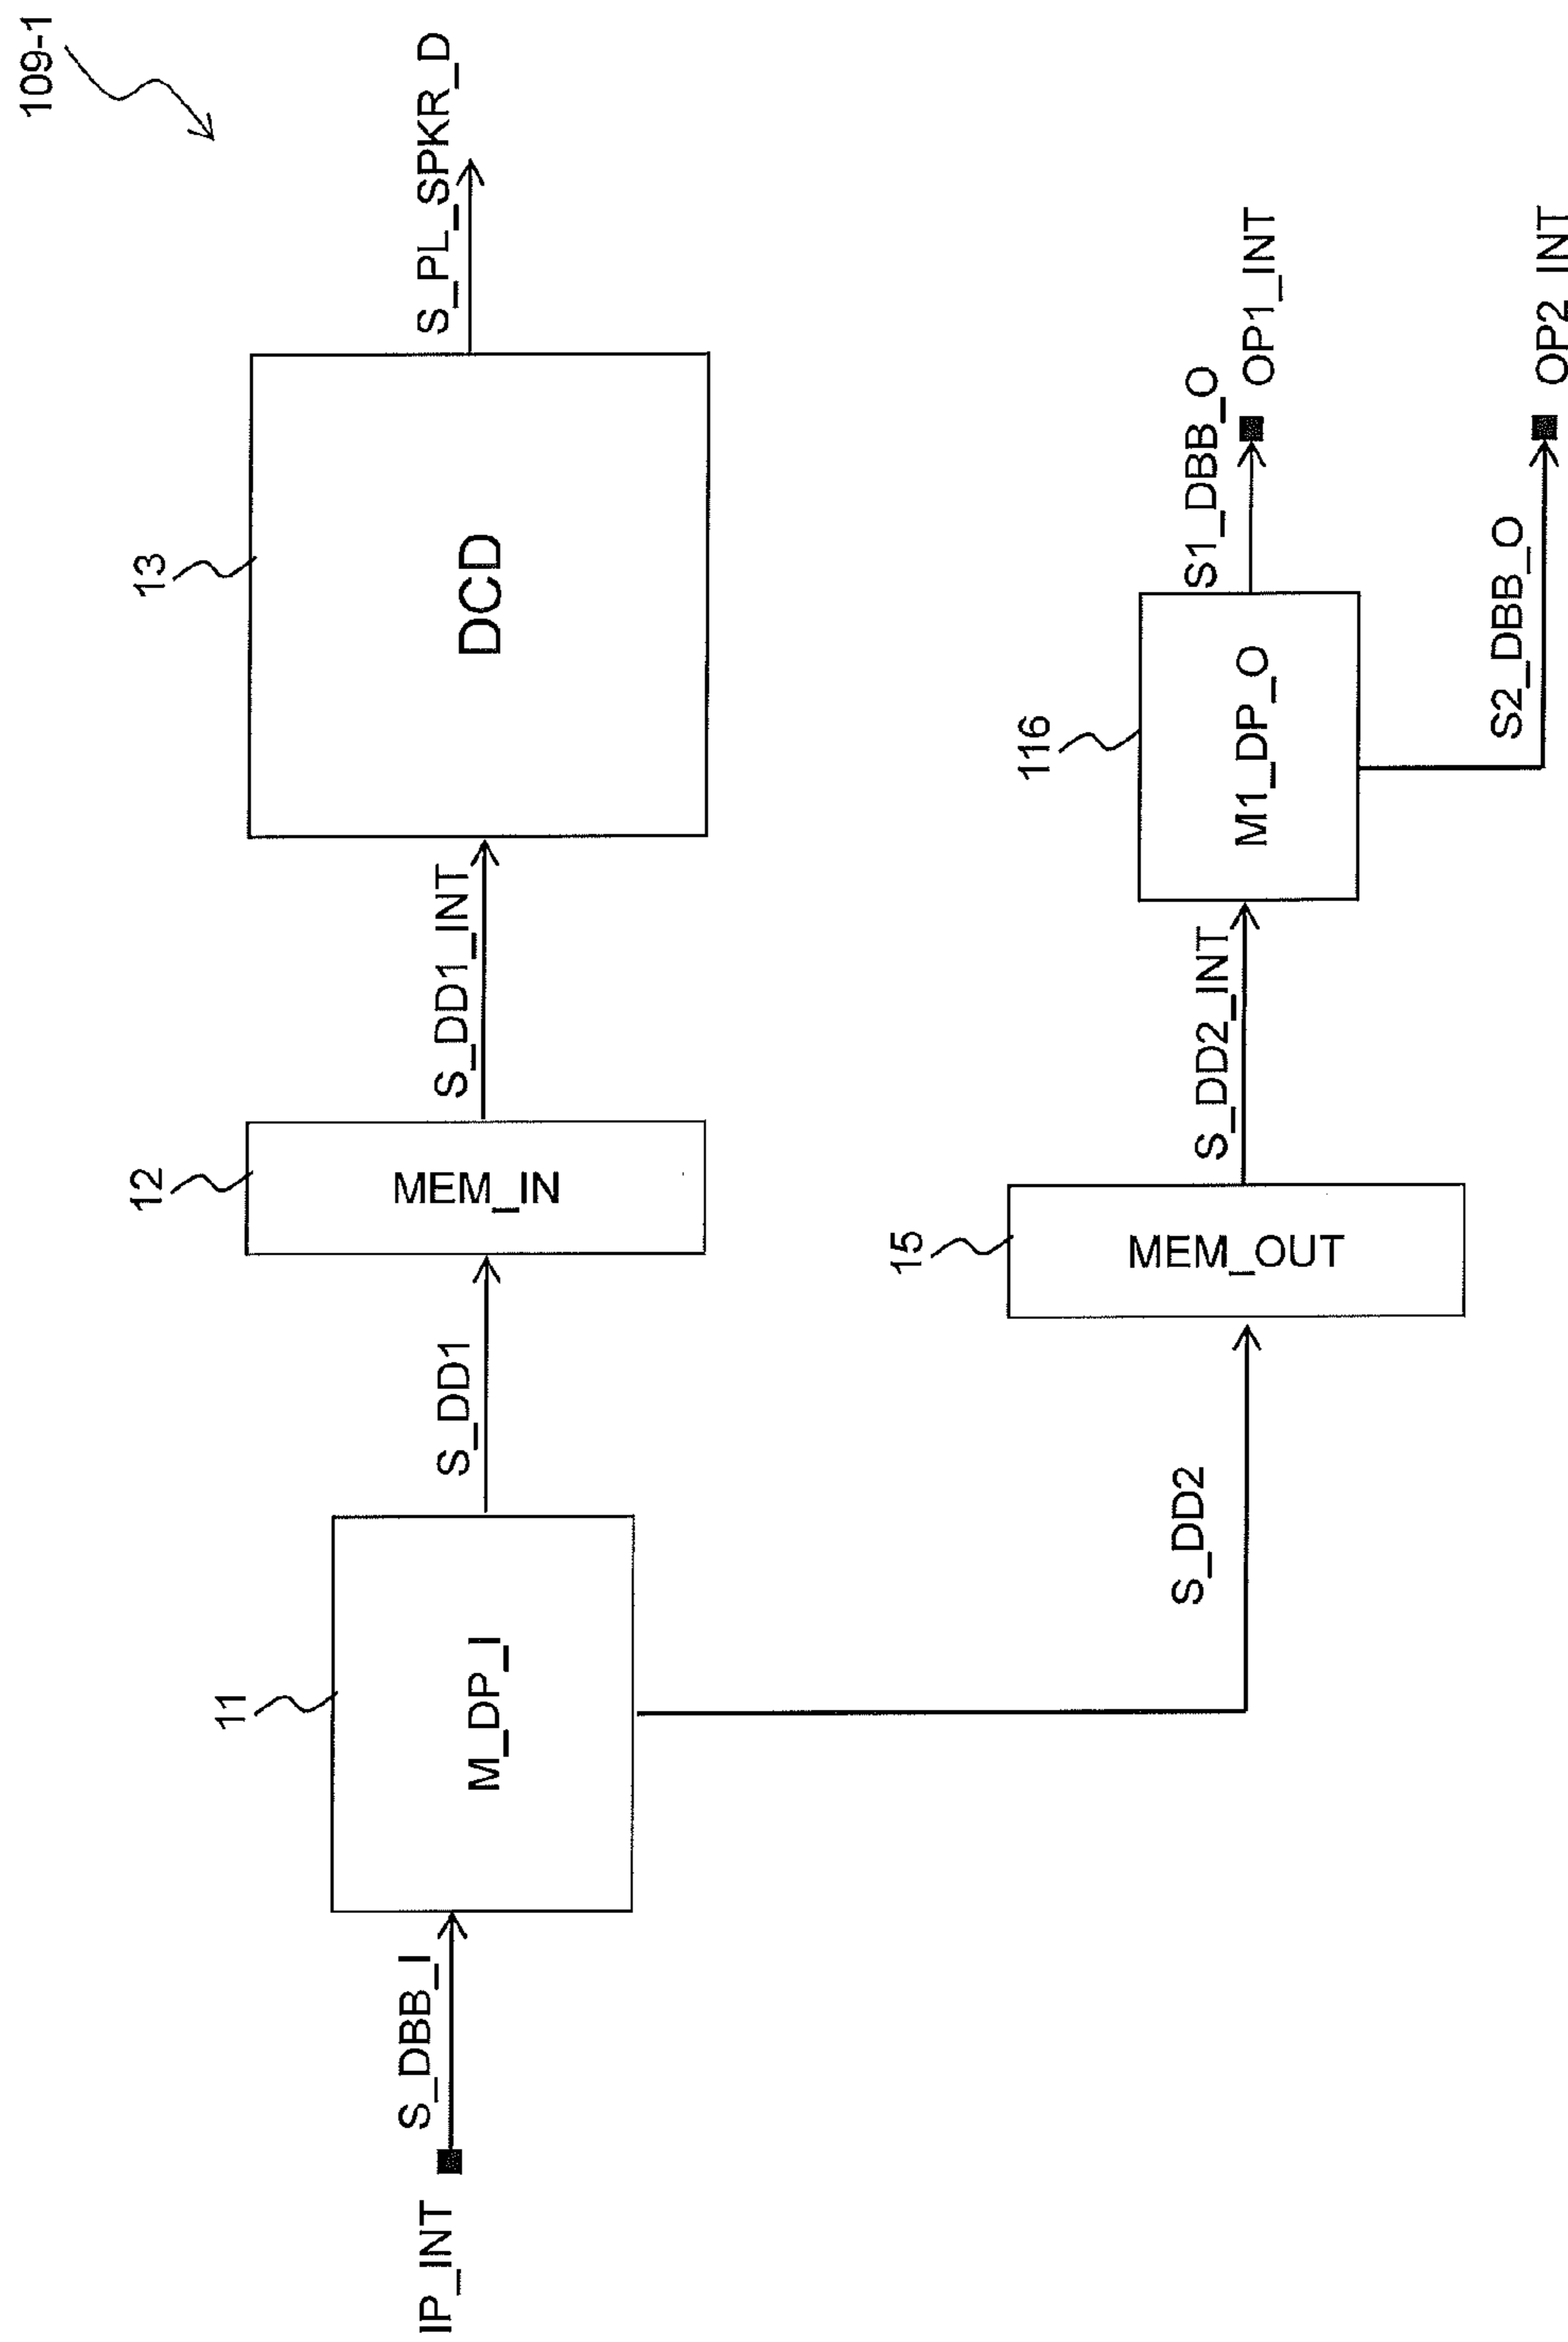 109-1
13
DCD
S_PL_SPKR_D
12
MEM_IN
S_DD1_INT
11
M_DP_I
S_DD1
IP_INT
S_DBB_I
S_DD2
15
MEM_OUT
S_DD2_INT
116
M1_DP_O
S1_DBB_O
OP1_INT
S2_DBB_O
OP2_INT